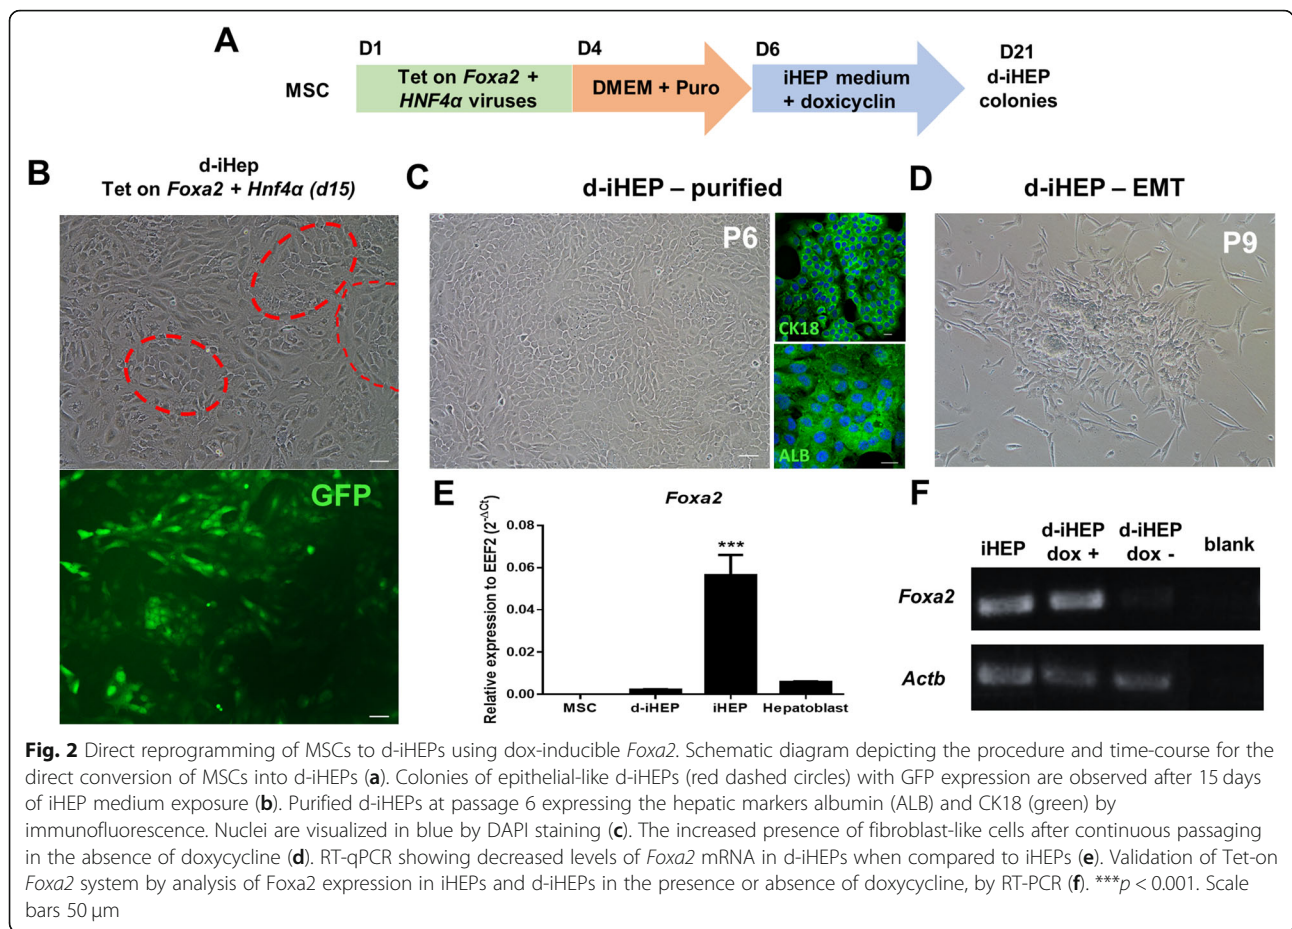 A
D1
D4
D6
D21
MSC
Tet on Foxa2 +
HNF4α viruses
DMEM + Puro
iHEP medium
+ doxicyclin
d-iHEP
colonies
B
d-iHep
Tet on Foxa2 + Hnf4α (d15)
GFP
C
d-iHEP – purified
P6
CK18
ALB
D
d-iHEP – EMT
P9
E
Foxa2
Relative expression to EEF2 (2^-ΔCt)
0.08
0.06
0.04
0.02
0.00
***
MSC
d-iHEP
iHEP
Hepatoblast
F
iHEP
d-iHEP
dox +
d-iHEP
dox -
blank
Foxa2
Actb
Fig. 2 Direct reprogramming of MSCs to d-iHEPs using dox-inducible Foxa2. Schematic diagram depicting the procedure and time-course for the
direct conversion of MSCs into d-iHEPs (a). Colonies of epithelial-like d-iHEPs (red dashed circles) with GFP expression are observed after 15 days
of iHEP medium exposure (b). Purified d-iHEPs at passage 6 expressing the hepatic markers albumin (ALB) and CK18 (green) by
immunofluorescence. Nuclei are visualized in blue by DAPI staining (c). The increased presence of fibroblast-like cells after continuous passaging
in the absence of doxycycline (d). RT-qPCR showing decreased levels of Foxa2 mRNA in d-iHEPs when compared to iHEPs (e). Validation of Tet-on
Foxa2 system by analysis of Foxa2 expression in iHEPs and d-iHEPs in the presence or absence of doxycycline, by RT-PCR (f). ***p < 0.001. Scale
bars 50 μm